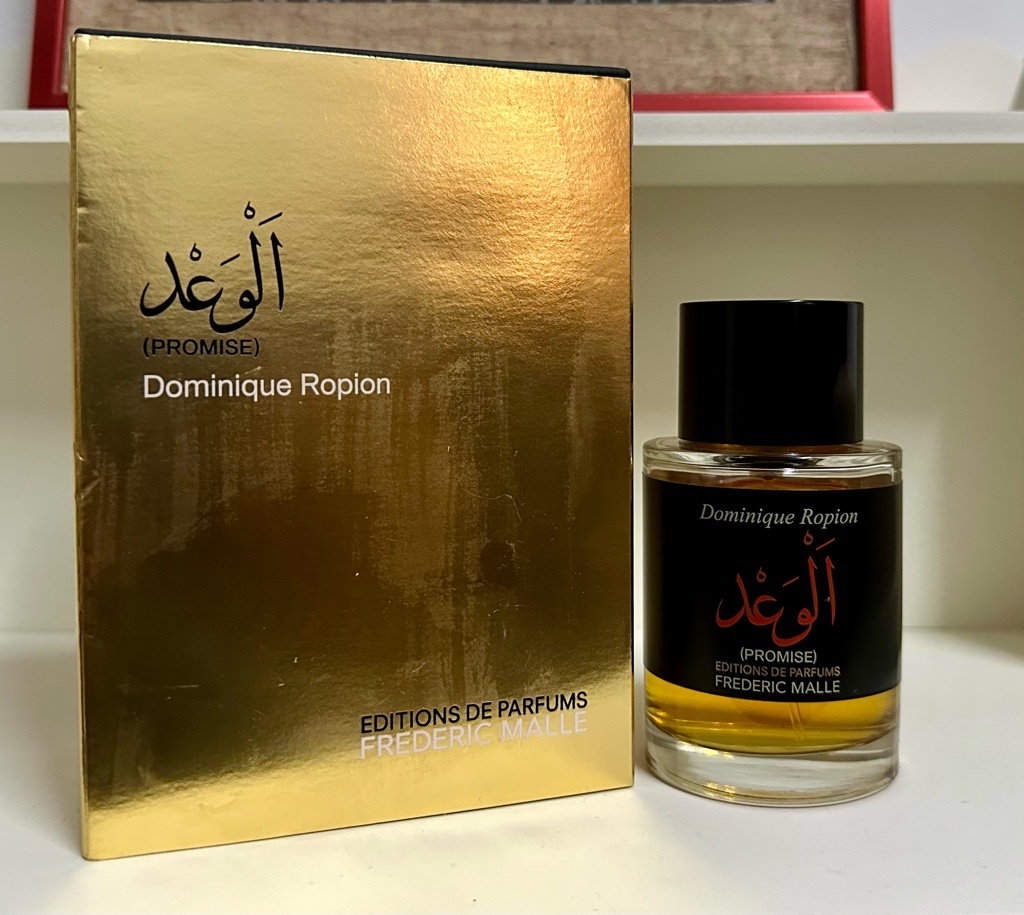 اَلْوَعْد
(PROMISE)
Dominique Ropion
EDITIONS DE PARFUMS
FREDERIC MALLE
Dominique Ropion
اَلْوَعْد
(PROMISE)
EDITIONS DE PARFUMS
FREDERIC MALLE